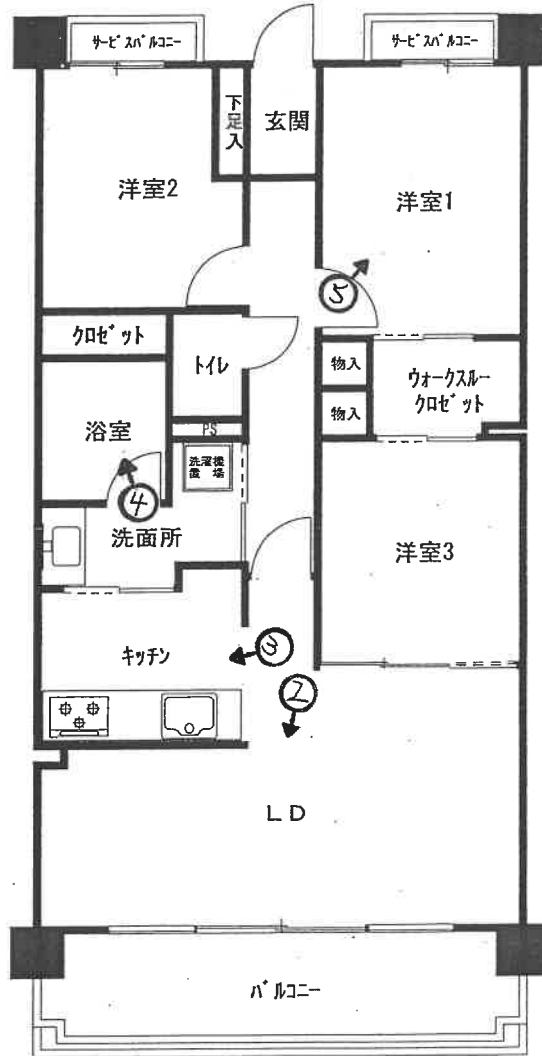 サービスバルコニー
サービスバルコニー
下足入
玄関
洋室2
洋室1
⑤
クロゼット
トイレ
物入
ウォークスルー
クロゼット
物入
浴室
PS
洗濯機
置場
④
洗面所
洋室3
キッチン
③
②
LD
バルコニー